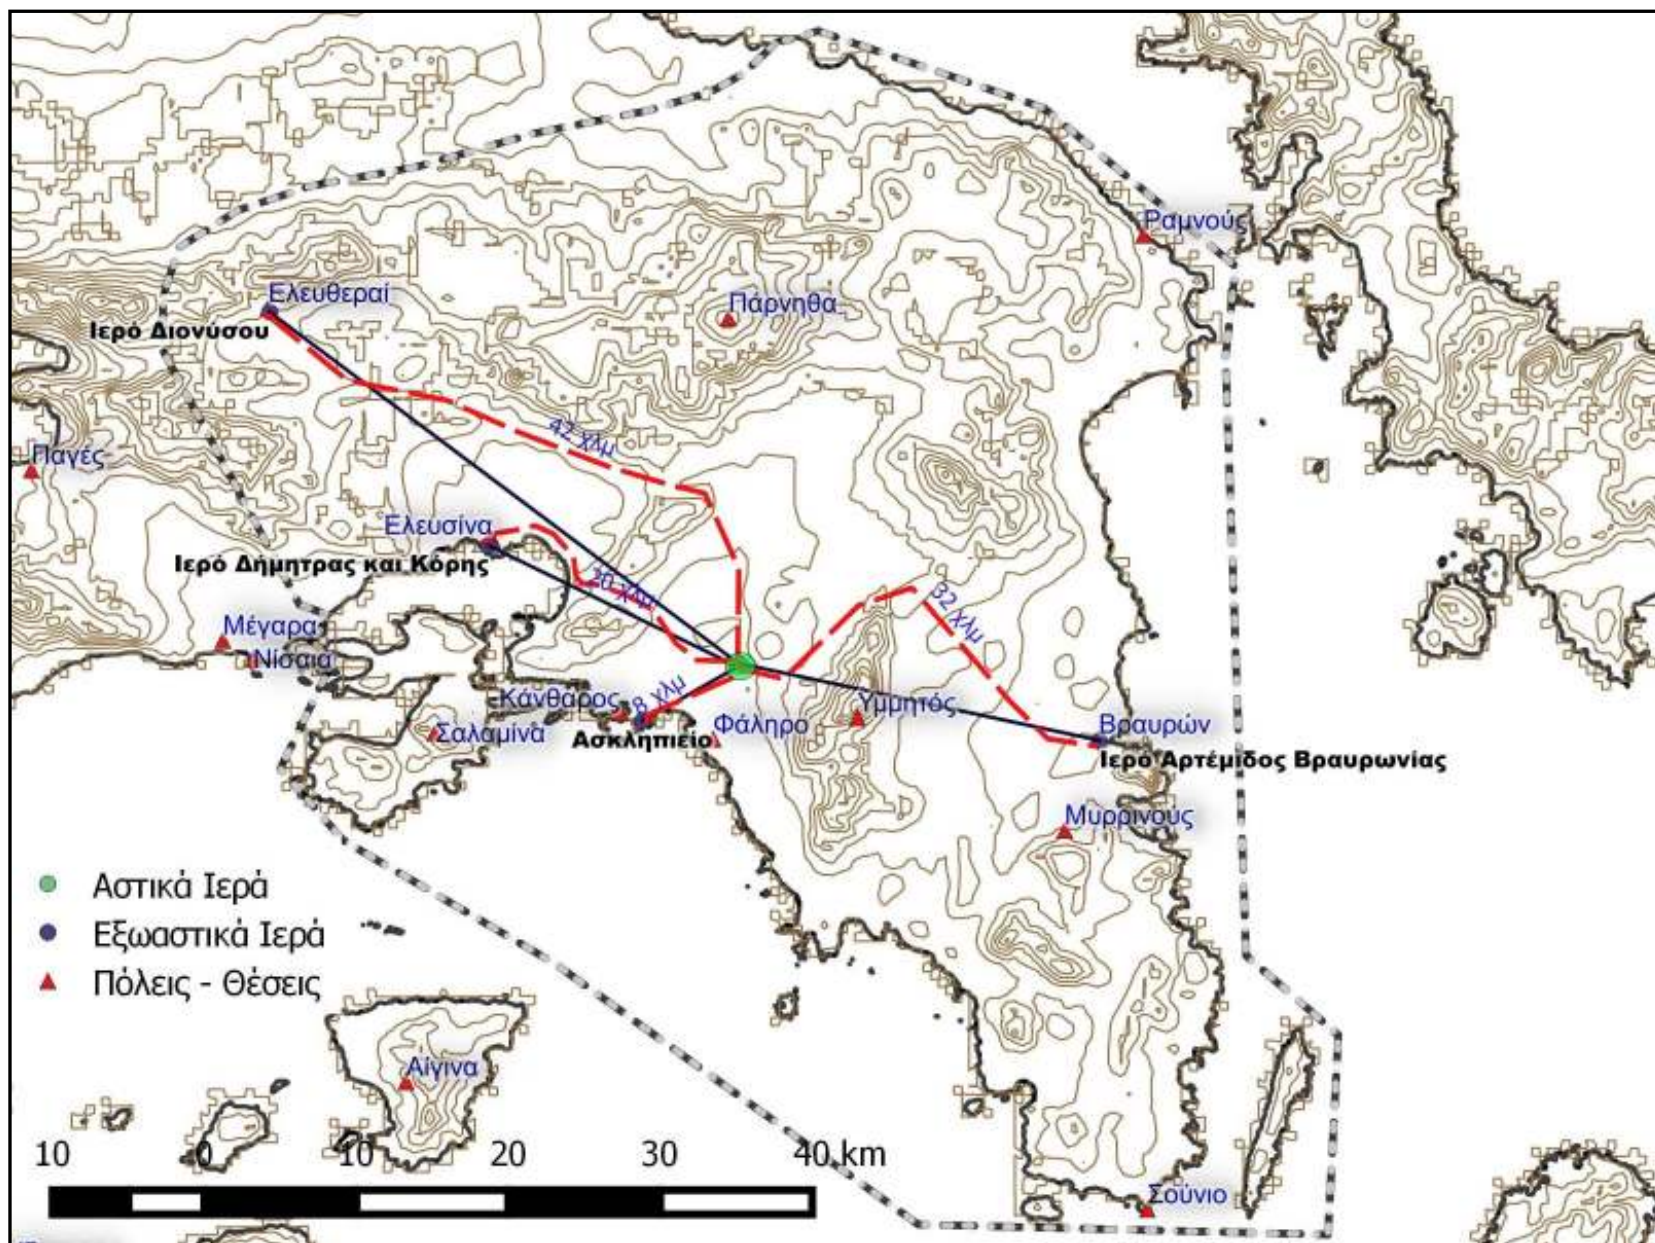 Ραμνούς
Ελευθεραί
Πάρνηθα
Ιερό Διονύσου
42 χλμ
Παγές
Ελευσίνα
Ιερό Δήμητρας και Κόρης
20 χλμ
32 χλμ
Μέγαρα
Νίσαια
Κάνθαρος
8 χλμ
Υμμητός
Σαλαμίνα
Φάληρο
Βραυρών
Ασκληπιείο
Ιερό Αρτέμιδος Βραυρωνίας
Μυρρινούς
Αστικά Ιερά
Εξωαστικά Ιερά
Πόλεις - Θέσεις
Αίγινα
10 0 10 20 30 40 km
Σούνιο